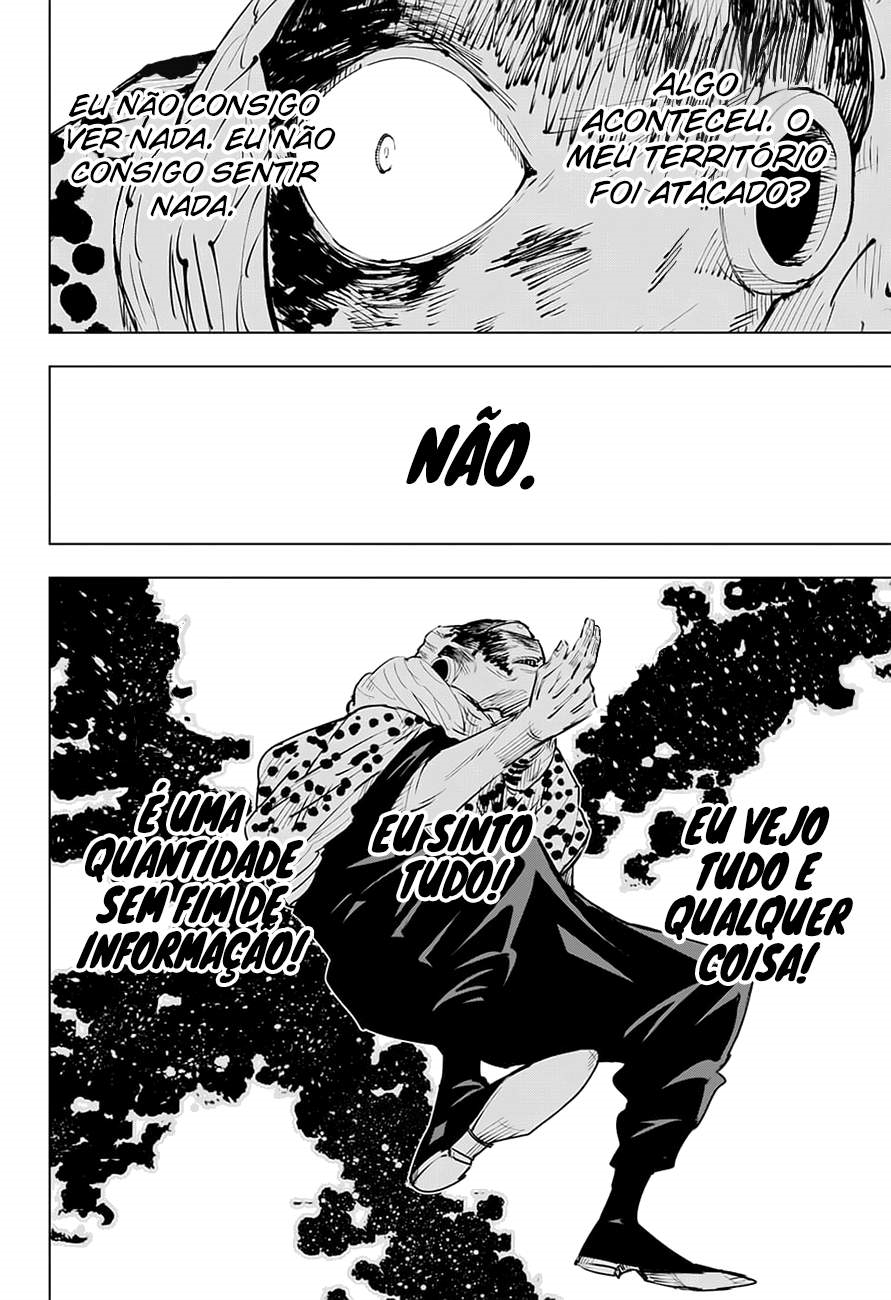 ALGO
ACONTECEU. O
MEU TERRITÓRIO
FOI ATACADO?
EU NÃO CONSIGO
VER NADA. EU NÃO
CONSIGO SENTIR
NADA.
NÃO.
EU VEJO
TUDO E
QUALQUER
COISA!
EU SINTO
TUDO!
É UMA
QUANTIDADE
SEM FIM DE
INFORMAÇÃO!